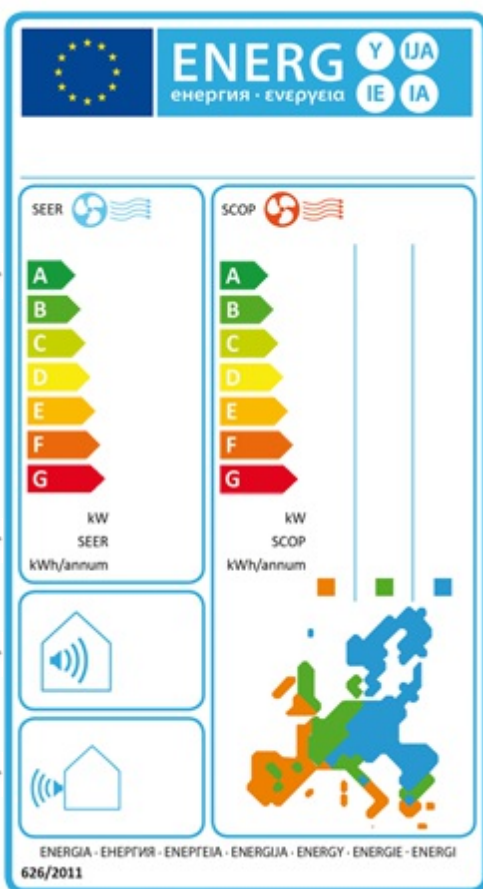 ENERG Y IJA
енергия · ενεργεια IE IA
SEER
A
B
C
D
E
F
G
kW
SEER
kWh/annum
SCOP
A
B
C
D
E
F
G
kW
SCOP
kWh/annum
ENERGIA · ЕНЕРГИЯ · ΕΝΕΡΓΕΙΑ · ENERGIJA · ENERGY · ENERGIE · ENERGI
626/2011